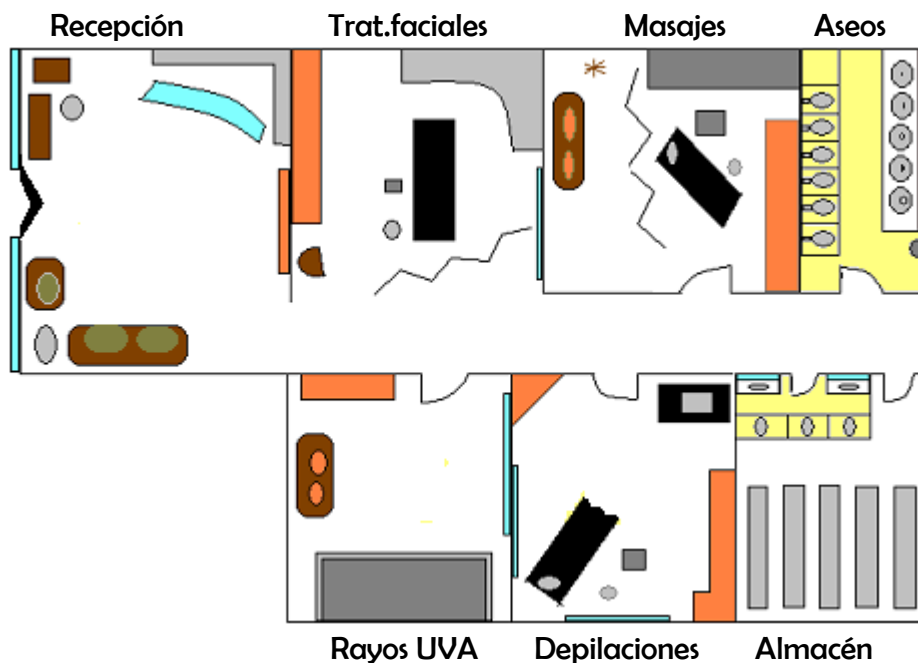 Recepción
Trat.faciales
Masajes
Aseos
Rayos UVA
Depilaciones
Almacén